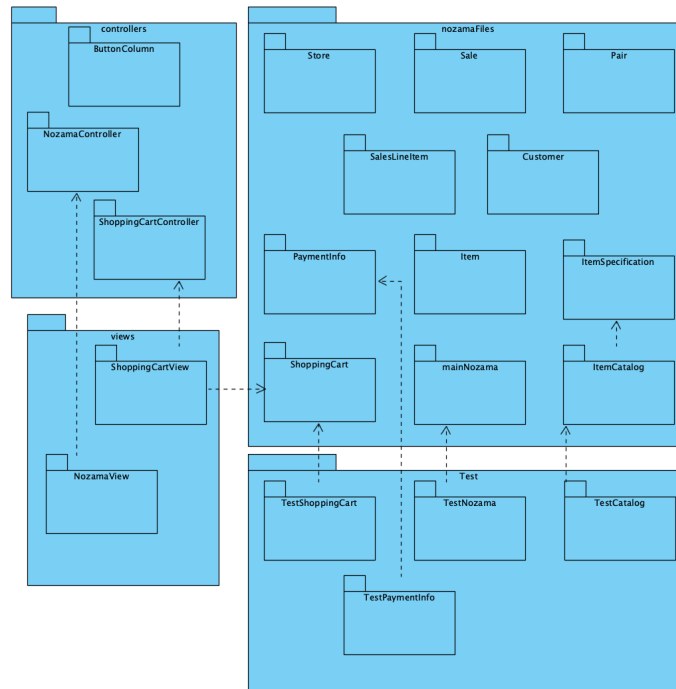 controllers
ButtonColumn
NozamaController
ShoppingCartController
nozamaFiles
Store
Sale
Pair
SalesLineItem
Customer
PaymentInfo
Item
ItemSpecification
ShoppingCart
mainNozama
ItemCatalog
views
ShoppingCartView
NozamaView
Test
TestShoppingCart
TestNozama
TestCatalog
TestPaymentInfo